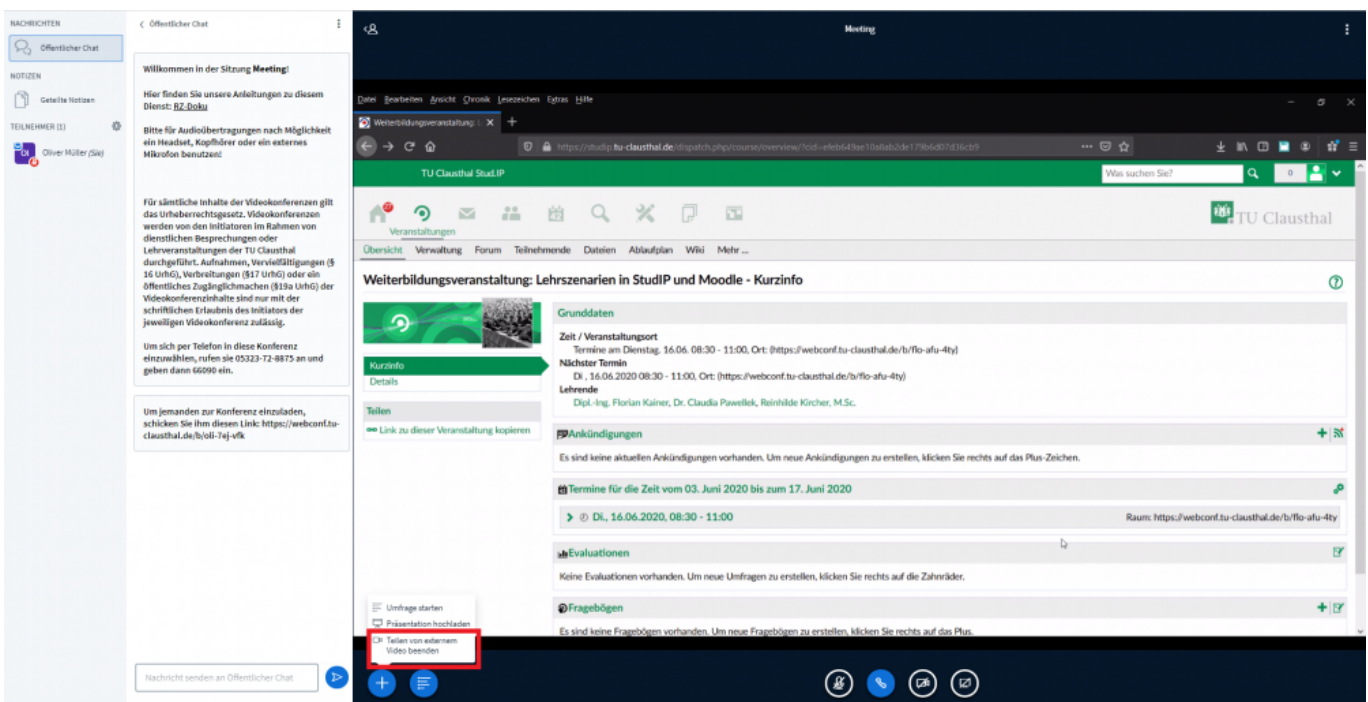 NACHRICHTEN
Öffentlicher Chat
NOTIZEN
Geteilte Notizen
TEILNEHMER (1)
Oliver Müller (Sie)
Öffentlicher Chat
Willkommen in der Sitzung Meeting!
Hier finden Sie unsere Anleitungen zu diesem
Dienst: RZ-Doku
Bitte für Audioübertragungen nach Möglichkeit
ein Headset, Kopfhörer oder ein externes
Mikrofon benutzen!
Für sämtliche Inhalte der Videokonferenzen gilt
das Urheberrechtsgesetz. Videokonferenzen
werden von den Initiatoren im Rahmen von
dienstlichen Besprechungen oder
Lehrveranstaltungen der TU Clausthal
durchgeführt. Aufnahmen, Vervielfältigungen (§
16 UrhG), Verbreitungen (§17 UrhG) oder ein
öffentliches Zugänglichmachen (§19a UrhG) der
Videokonferenzinhalte sind nur mit der
schriftlichen Erlaubnis des Initiators der
jeweiligen Videokonferenz zulässig.
Um sich per Telefon in diese Konferenz
einzuwählen, rufen sie 05323-72-8875 an und
geben dann 66090 ein.
Um jemanden zur Konferenz einzuladen,
schicken Sie ihm diesen Link: https://webconf.tu-
clausthal.de/b/oli-7ej-vfk
Nachricht senden an Öffentlicher Chat
Meeting
Datei Bearbeiten Ansicht Chronik Lesezeichen Extras Hilfe
Weiterbildungsveranstaltung:
https://studip.tu-clausthal.de/dispatch.php/course/overview/?cid=efeb649ae10a8ab2de179b6d07d36cb9
TU Clausthal Stud.IP
Was suchen Sie?
0
27
Veranstaltungen
TU Clausthal
Übersicht Verwaltung Forum Teilnehmende Dateien Ablaufplan Wiki Mehr ...
Weiterbildungsveranstaltung: Lehrszenarien in StudIP und Moodle - Kurzinfo
Kurzinfo
Details
Teilen
Link zu dieser Veranstaltung kopieren
Grunddaten
Zeit / Veranstaltungsort
Termine am Dienstag, 16.06. 08:30 - 11:00, Ort: (https://webconf.tu-clausthal.de/b/flo-afu-4ty)
Nächster Termin
Di , 16.06.2020 08:30 - 11:00, Ort: (https://webconf.tu-clausthal.de/b/flo-afu-4ty)
Lehrende
Dipl.-Ing. Florian Kainer, Dr. Claudia Pawellek, Reinhilde Kircher, M.Sc.
Ankündigungen
Es sind keine aktuellen Ankündigungen vorhanden. Um neue Ankündigungen zu erstellen, klicken Sie rechts auf das Plus-Zeichen.
Termine für die Zeit vom 03. Juni 2020 bis zum 17. Juni 2020
Di., 16.06.2020, 08:30 - 11:00 Raum: https://webconf.tu-clausthal.de/b/flo-afu-4ty
Evaluationen
Keine Evaluationen vorhanden. Um neue Umfragen zu erstellen, klicken Sie rechts auf die Zahnräder.
Fragebögen
Es sind keine Fragebögen vorhanden. Um neue Fragebögen zu erstellen, klicken Sie rechts auf das Plus.
Umfrage starten
Präsentation hochladen
Teilen von externem
Video beenden